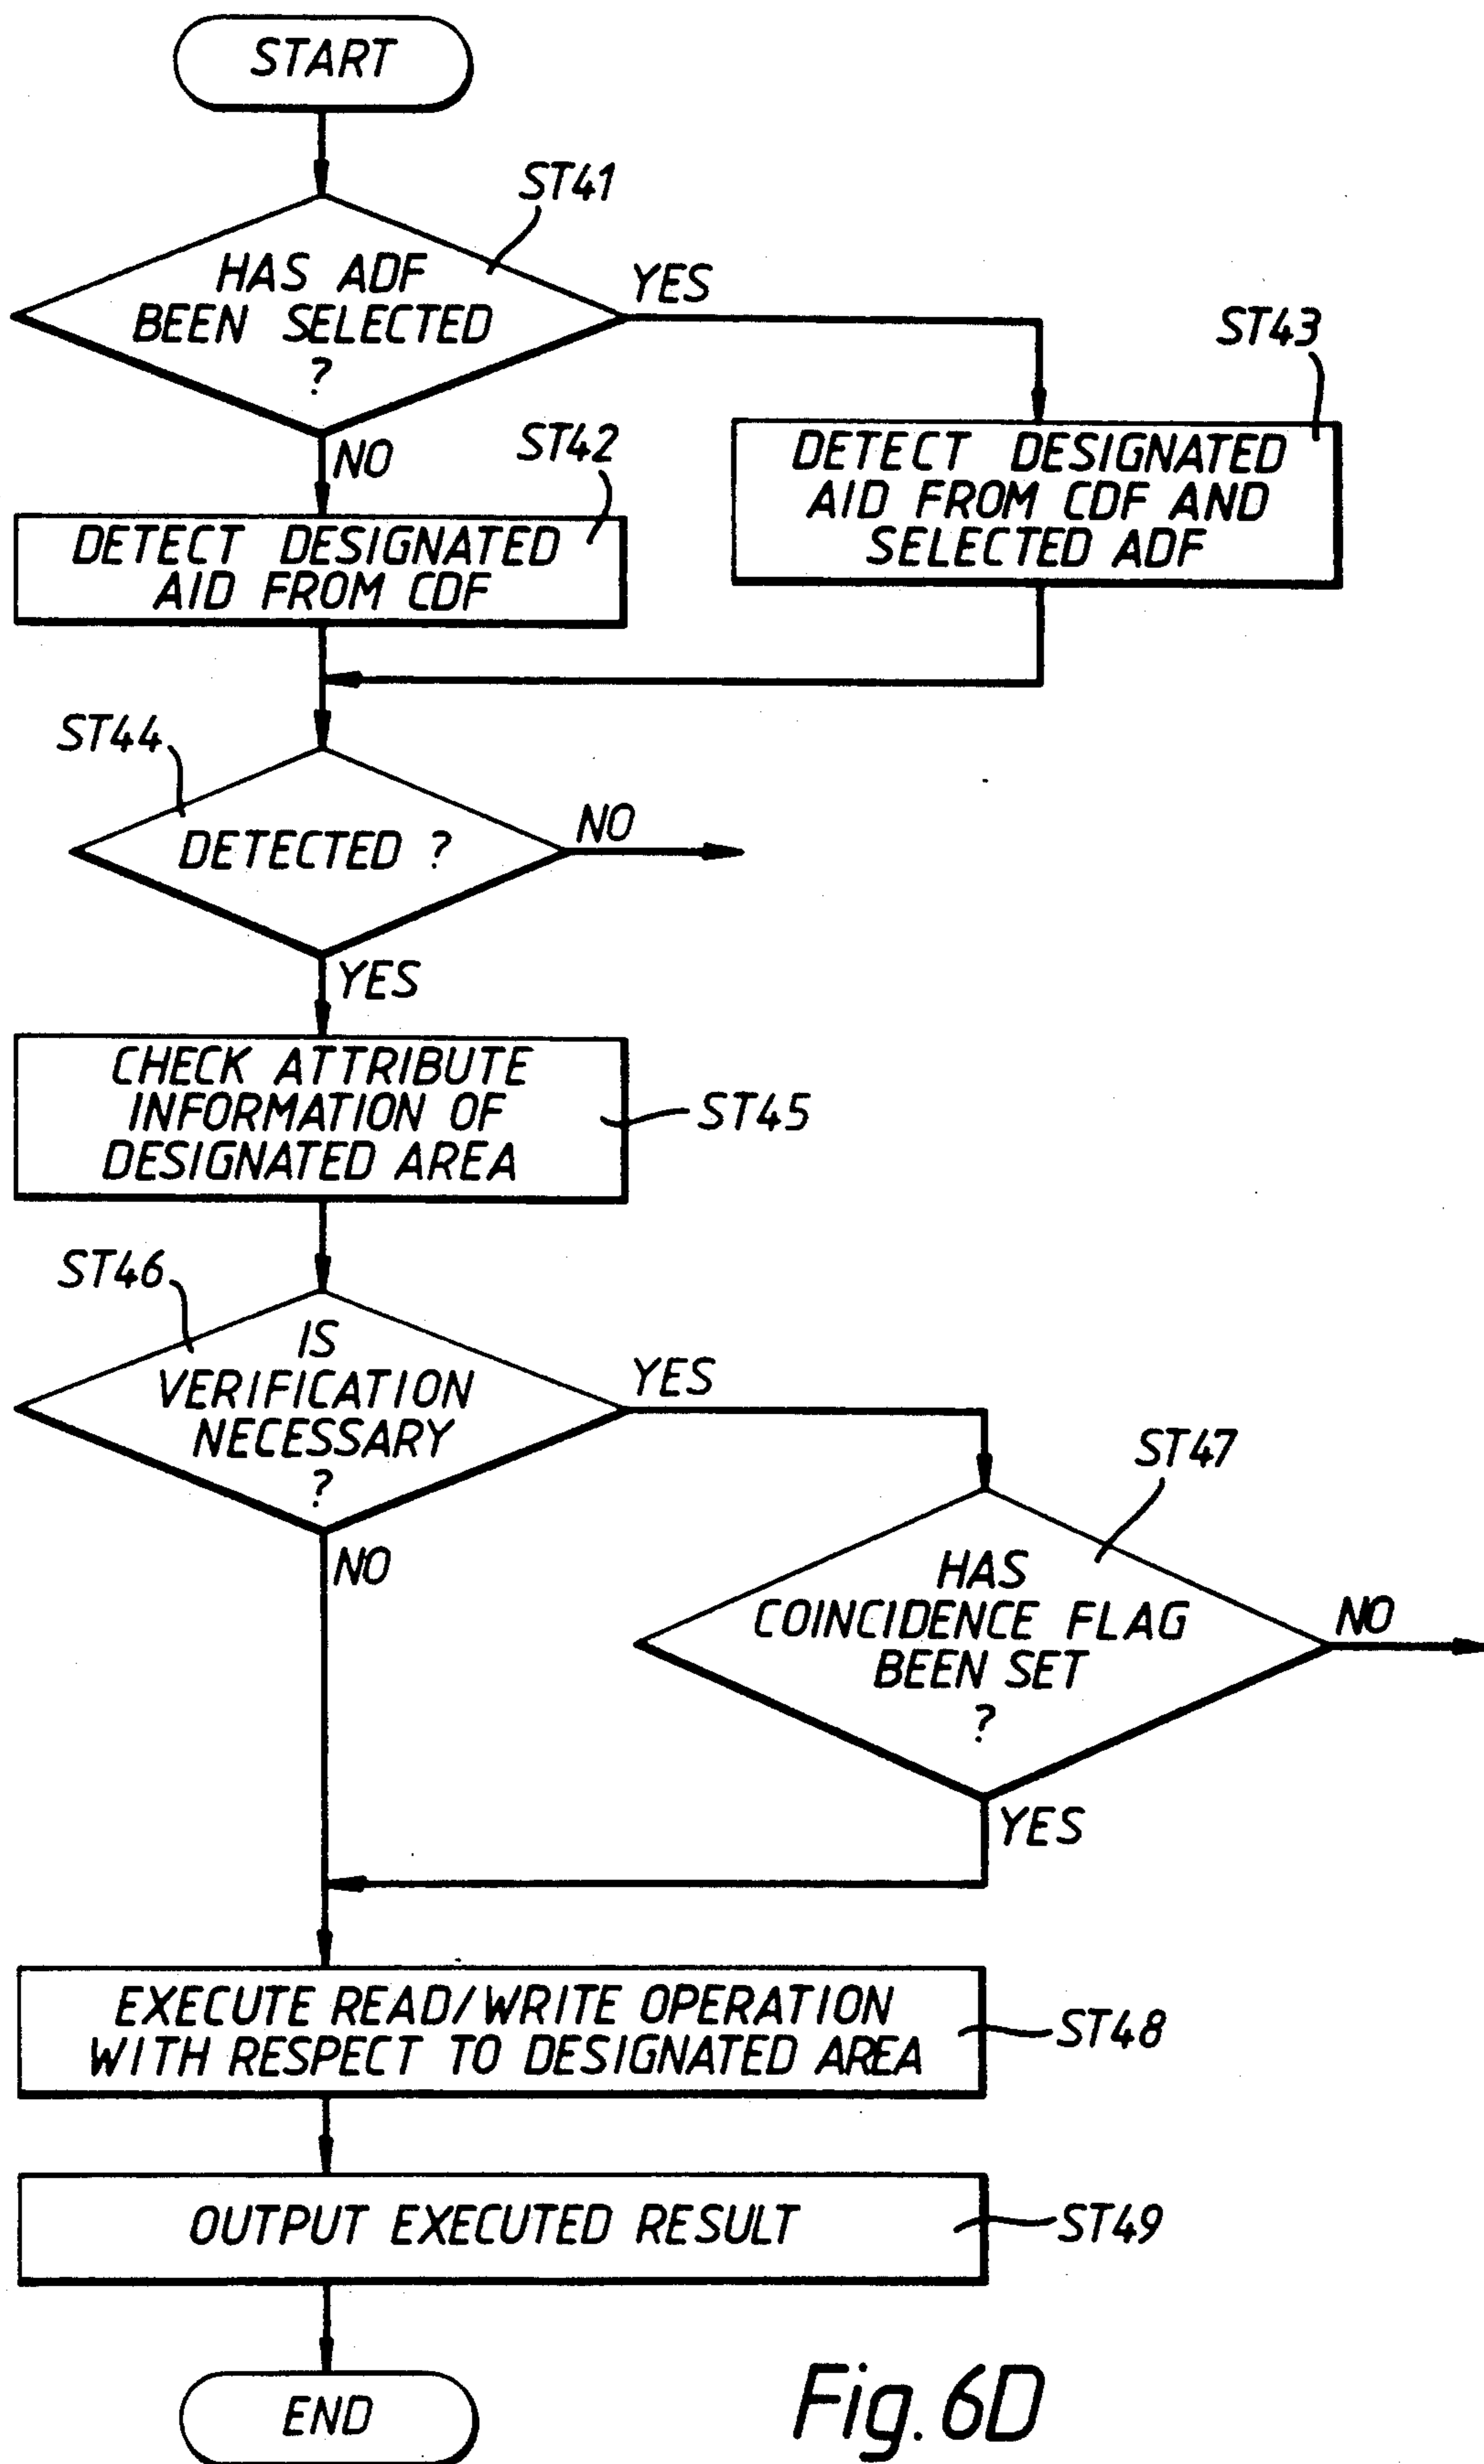 START
ST41
HAS ADF
BEEN SELECTED
?
YES
NO
ST42
DETECT DESIGNATED
AID FROM CDF
ST43
DETECT DESIGNATED
AID FROM CDF AND
SELECTED ADF
ST44
DETECTED ?
NO
YES
CHECK ATTRIBUTE
INFORMATION OF
DESIGNATED AREA
ST45
ST46
IS
VERIFICATION
NECESSARY
?
YES
NO
ST47
HAS
COINCIDENCE FLAG
BEEN SET
?
NO
YES
EXECUTE READ/WRITE OPERATION
WITH RESPECT TO DESIGNATED AREA
ST48
OUTPUT EXECUTED RESULT
ST49
END
Fig. 6D